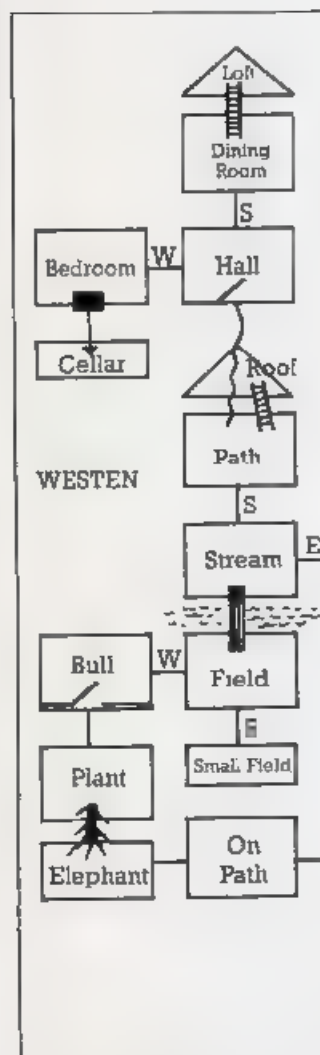 Loft
Dining
Room
S
Bedroom
W
Hall
Cellar
Roof
Path
WESTEN
S
Stream
E
Bull
W
Field
E
Small Field
Plant
Elephant
On
Path